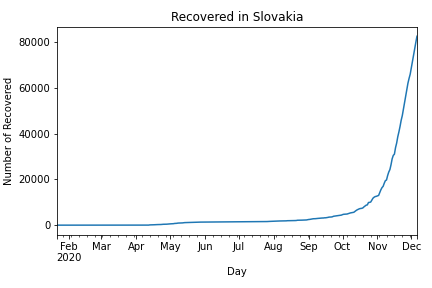 Recovered in Slovakia
Number of Recovered
80000
60000
40000
20000
0
Feb Mar Apr May Jun Jul Aug Sep Oct Nov Dec
2020
Day